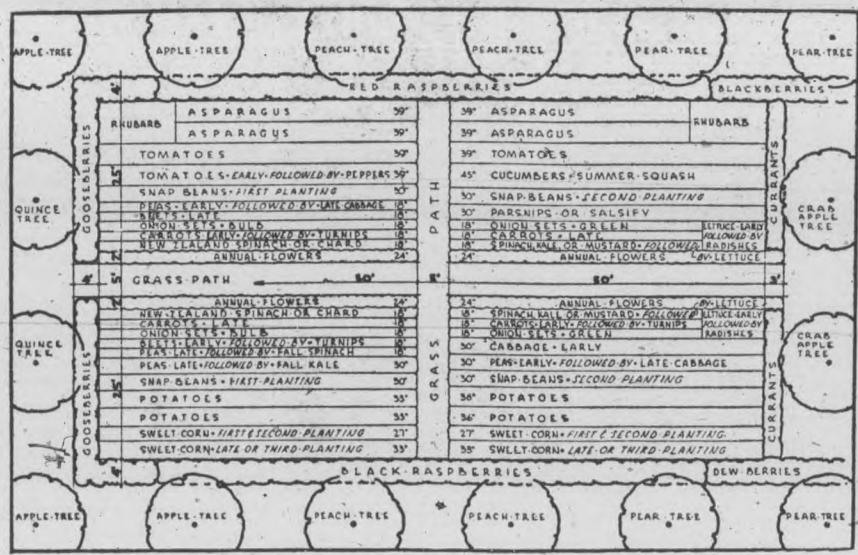 APPLE-TREE APPLE-TREE PEACH-TREE PEACH-TREE PEAR-TREE PEAR-TREE
RED RASPBERRIES BLACKBERRIES
4'
GOOSEBERRIES
25'
RHUBARB
ASPARAGUS 39"
ASPARAGUS 39"
TOMATOES 39"
TOMATOES·EARLY·FOLLOWED BY·PEPPERS 39"
SNAP BEANS·FIRST PLANTING 30"
PEAS·EARLY·FOLLOWED BY·LATE CABBAGE 18"
BEETS·LATE 18"
ONION SETS·BULB 18"
CARROTS·EARLY·FOLLOWED BY·TURNIPS 18"
NEW ZEALAND SPINACH OR CHARD 18"
2' ANNUAL·FLOWERS 24"
PATH
39" ASPARAGUS
39" ASPARAGUS
RHUBARB
39" TOMATOES
45" CUCUMBERS·SUMMER·SQUASH
30" SNAP·BEANS·SECOND PLANTING
30" PARSNIPS·OR·SALSIFY
18" ONION SETS·GREEN LETTUCE·EARLY
18" CARROTS·LATE FOLLOWED BY
18" SPINACH, KALE, OR MUSTARD·FOLLOWED RADISHES
24" ANNUAL FLOWERS BY·LETTUCE
CURRANTS
QUINCE TREE
CRAB APPLE TREE
4' 5' GRASS·PATH 50' 50' 3'
QUINCE TREE
CRAB APPLE TREE
GOOSEBERRIES
25'
2' ANNUAL·FLOWERS 24"
NEW·ZEALAND·SPINACH·OR·CHARD 18"
CARROTS·LATE 18"
ONION·SETS·BULB 18"
BEETS·EARLY·FOLLOWED BY·TURNIPS 18"
PEAS·LATE·FOLLOWED BY·FALL SPINACH 18"
PEAS·LATE·FOLLOWED BY·FALL KALE 30"
SNAP·BEANS·FIRST·PLANTING 30"
POTATOES 33"
POTATOES 33"
SWEET·CORN·FIRST & SECOND·PLANTING 27"
SWEET·CORN·LATE OR THIRD·PLANTING 33"
GRASS
24" ANNUAL·FLOWERS BY·LETTUCE
18" SPINACH, KALE OR MUSTARD·FOLLOWED LETTUCE·EARLY
18" CARROTS·EARLY·FOLLOWED BY·TURNIPS FOLLOWED BY
18" ONION·SETS·GREEN RADISHES
30" CABBAGE·EARLY
30" PEAS·EARLY·FOLLOWED BY·LATE·CABBAGE
30" SNAP·BEANS·SECOND PLANTING
36" POTATOES
36" POTATOES
27" SWEET·CORN·FIRST & SECOND·PLANTING
33" SWEET·CORN·LATE OR THIRD·PLANTING
CURRANTS
4' BLACK·RASPBERRIES DEW·BERRIES
APPLE·TREE APPLE·TREE PEACH·TREE PEACH·TREE PEAR·TREE PEAR·TREE